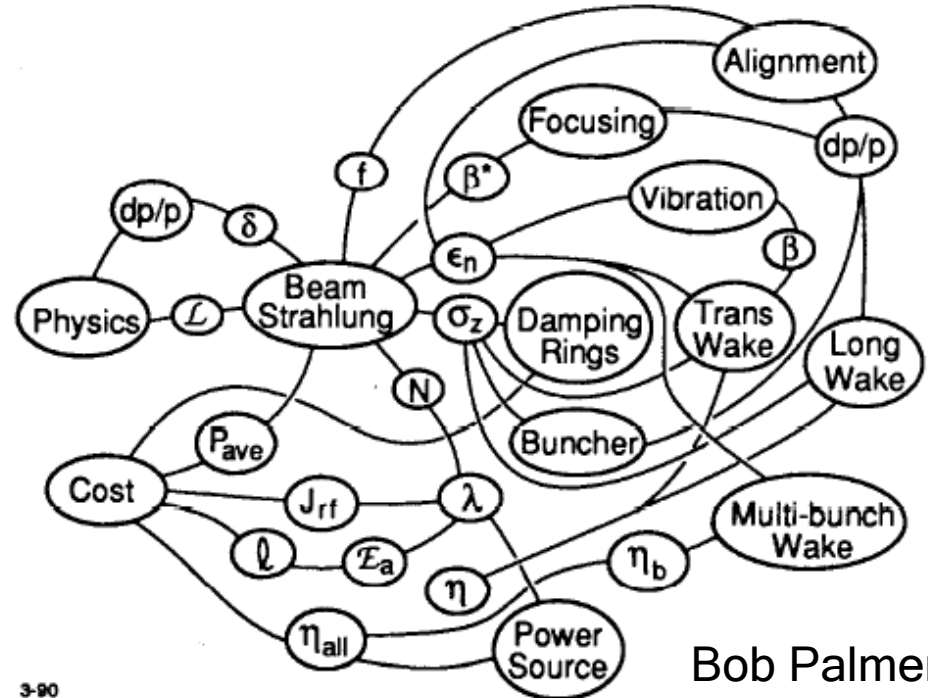 Alignment
Focusing
dp/p
f
β*
Vibration
dp/p
δ
β
ϵn
Beam
Strahlung
σz
Damping
Rings
Trans
Wake
Physics
ℒ
Long
Wake
N
Buncher
Pave
Cost
Jrf
λ
Multi-bunch
Wake
ℓ
ℰa
ηb
η
ηall
Power
Source
Bob Palmer
3-90